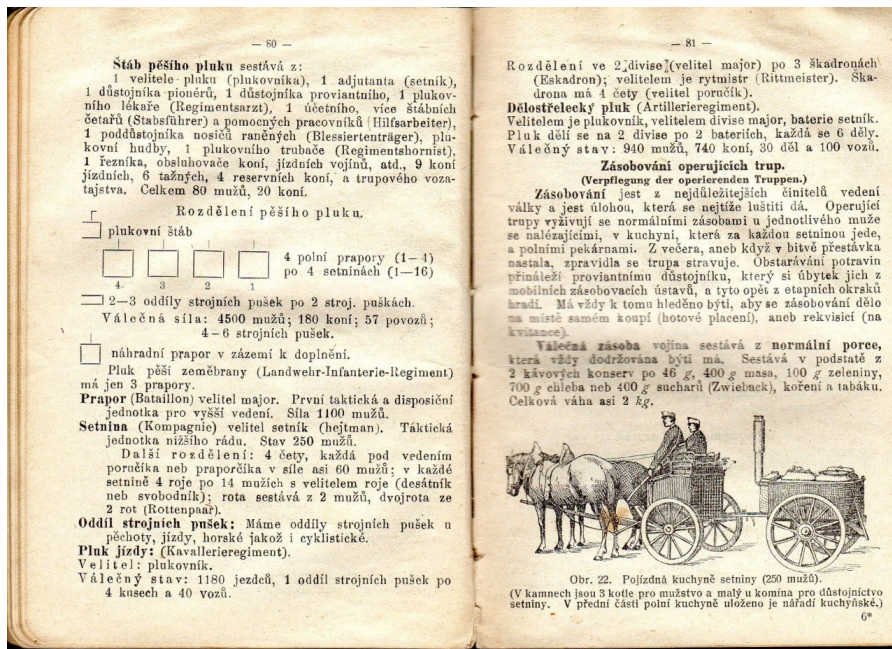 — 80 —
Štáb pěšího pluku sestává z:
1 velitele pluku (plukovníka), 1 adjutanta (setník),
1 důstojníka pionérů, 1 důstojníka proviantního, 1 plukov-
ního lékaře (Regimentsarzt), 1 účetního, více štábních
četařů (Stabsführer) a pomocných pracovníků (Hilfsarbeiter),
1 poddůstojníka nosičů raněných (Blessiertenträger), plu-
kovní hudby, 1 plukovního trubače (Regimentshornist),
1 řezníka, obsluhovače koní, jízdních vojínů, atd., 9 koní
jízdních, 6 tažných, 4 reservních koní, a trupového voza-
tajstva. Celkem 80 mužů, 20 koní.
Rozdělení pěšího pluku.
plukovní štáb
4 polní prapory (1—4)
po 4 setninách (1—16)
4 3 2 1
2—3 oddíly strojních pušek po 2 stroj. puškách.
Válečná síla: 4500 mužů; 180 koní; 57 povozů;
4—6 strojních pušek.
náhradní prapor v zázemí k doplnění.
Pluk pěší zeměbrany (Landwehr-Infanterie-Regiment)
má jen 3 prapory.
Prapor (Bataillon) velitel major. První taktická a disposiční
jednotka pro vyšší vedení. Síla 1100 mužů.
Setnina (Kompagnie) velitel setník (hejtman). Táktická
jednotka nižšího rádu. Stav 250 mužů.
Další rozdělení: 4 čety, každá pod vedením
poručíka neb praporčíka v síle asi 60 mužů; v každé
setnině 4 roje po 14 mužích s velitelem roje (desátník
neb svobodník); rota sestává z 2 mužů, dvojrota ze
2 rot (Rottenpaar).
Oddíl strojních pušek: Máme oddíly strojních pušek u
pěchoty, jízdy, horské jakož i cyklistické.
Pluk jízdy: (Kavallerieregiment).
Velitel: plukovník.
Válečný stav: 1180 jezdců, 1 oddíl strojních pušek po
4 kusech a 40 vozů.
— 81 —
Rozdělení ve 2 divise (velitel major) po 3 škadronách
(Eskadron); velitelem je rytmistr (Rittmeister). Ška-
drona má 4 čety (velitel poručík).
Dělostřelecký pluk (Artillerieregiment).
Velitelem je plukovník, velitelem divise major, baterie setník.
Pluk dělí se na 2 divise po 2 bateriích, každá se 6 děly.
Válečný stav: 940 mužů, 740 koní, 30 děl a 100 vozů.
Zásobování operujících trup.
(Verpflegung der operierenden Truppen.)
Zásobování jest z nejdůležitějších činitelů vedení
války a jest úlohou, která se nejtíže luštiti dá. Operující
trupy vyživují se normálními zásobami u jednotlivého muže
se nalézajícími, v kuchyni, která za každou setninou jede,
a polními pekárnami. Z večera, aneb když v bitvě přestávka
nastala, zpravidla se trupa stravuje. Obstarávání potravin
přináleží proviantnímu důstojníku, který si úbytek jich z
mobilních zásobovacích ústavů, a tyto opět z etapních okrsků
hradí. Má vždy k tomu hleděno býti, aby se zásobování dělo
na místě samém koupí (hotové placení), aneb rekvisicí (na
kvitance).
Válečná zásoba vojína sestává z normální porce,
která vždy dodržována býti má. Sestává v podstatě z
2 kávových konserv po 46 g, 400 g masa, 100 g zeleniny,
700 g chleba neb 400 g sucharů (Zwieback), koření a tabáku.
Celková váha asi 2 kg.
Obr. 22. Pojízdná kuchyně setniny (250 mužů).
(V kamnech jsou 3 kotle pro mužstvo a malý u komína pro důstojnictvo
setniny. V přední části polní kuchyně uloženo je nářadí kuchyňské.)
6*